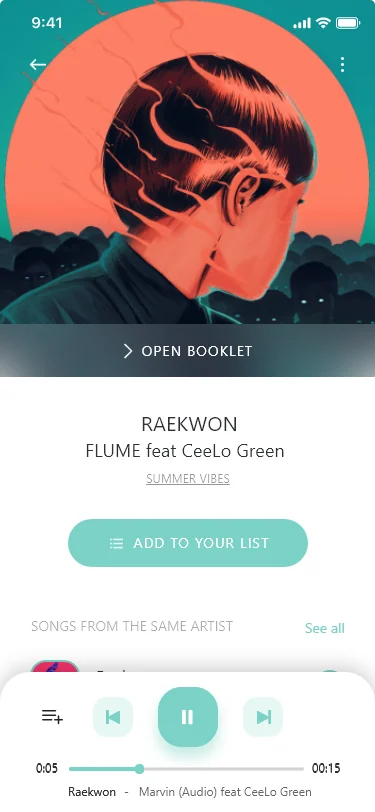 9:41
OPEN BOOKLET
RAEKWON
FLUME feat CeeLo Green
SUMMER VIBES
ADD TO YOUR LIST
SONGS FROM THE SAME ARTIST
See all
0:05
00:15
Raekwon - Marvin (Audio) feat CeeLo Green